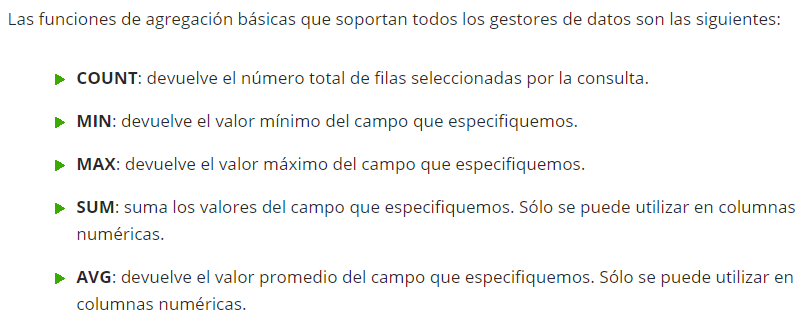 Las funciones de agregación básicas que soportan todos los gestores de datos son las siguientes:
COUNT: devuelve el número total de filas seleccionadas por la consulta.
MIN: devuelve el valor mínimo del campo que especifiquemos.
MAX: devuelve el valor máximo del campo que especifiquemos.
SUM: suma los valores del campo que especifiquemos. Sólo se puede utilizar en columnas
numéricas.
AVG: devuelve el valor promedio del campo que especifiquemos. Sólo se puede utilizar en
columnas numéricas.